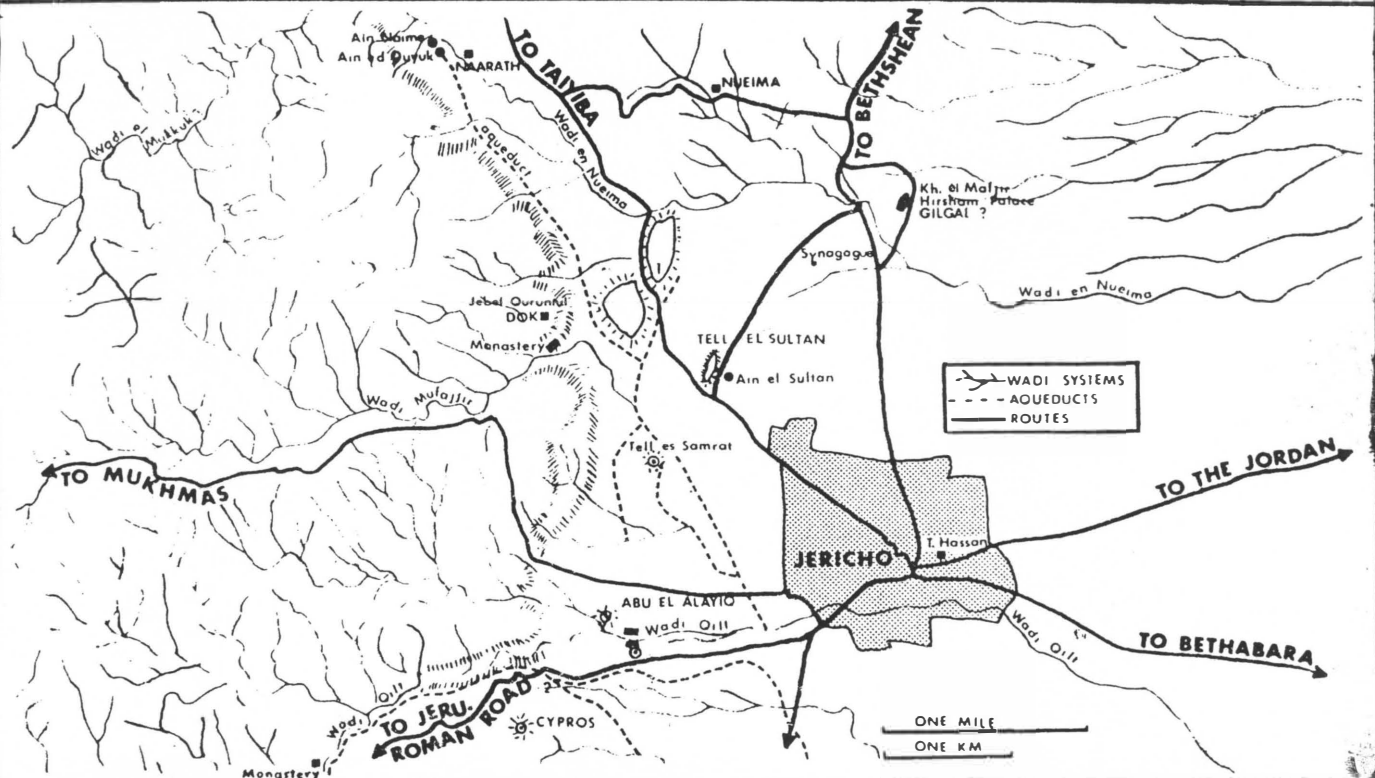 Ain Naime
Ain ed Duyuk
NAARATH
TO TAIYIBA
NUEIMA
TO BETHSHEAN
Wadi
Mukkuk
aqueduct
Wadi en Nueima
Kh. el Mafjir
Hirsham Palace
GILGAL ?
Synagogue
Wadi en Nueima
Jebel Quruntul
DOK
Monastery
TELL EL SULTAN
Ain el Sultan
WADI SYSTEMS
AQUEDUCTS
ROUTES
Wadi Mufajjir
Tell es Samrat
TO MUKHMAS
TO THE JORDAN
T. Hassan
JERICHO
ABU EL ALAYIQ
Wadi Qilt
Wadi Qilt
TO BETHABARA
Wadi Qilt
TO JERU.
ROMAN ROAD
CYPROS
ONE MILE
ONE KM
Monastery